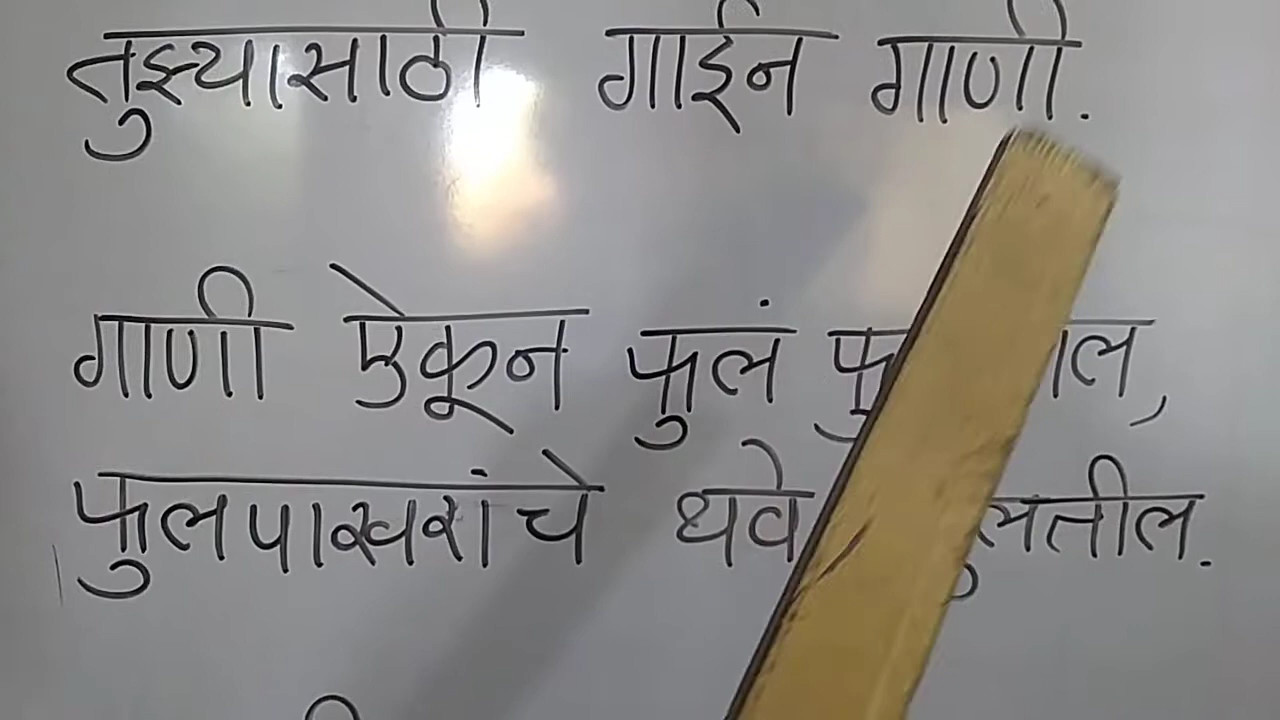 तुझ्यासाठी गाईन गाणी.
गाणी ऐकून फुलं
फुलपाखरांचे थवे